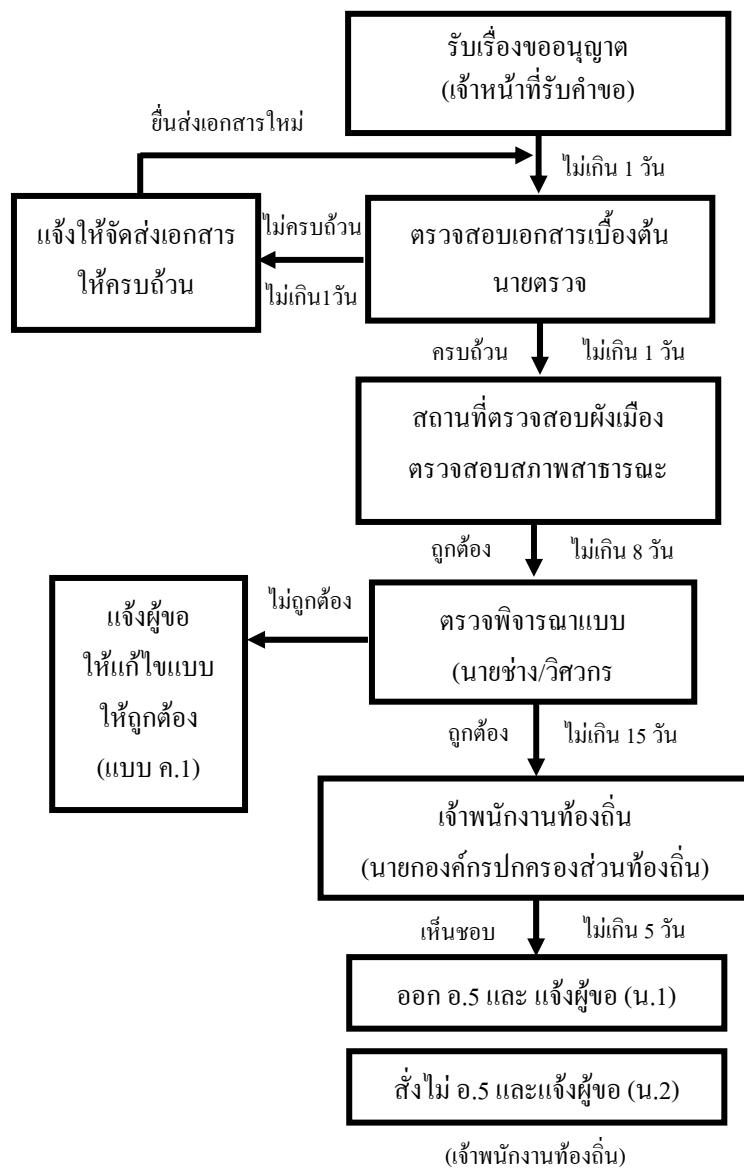 รับเรื่องขออนุญาต
(เจ้าหน้าที่รับคำขอ)
ยื่นส่งเอกสารใหม่
ไม่เกิน 1 วัน
แจ้งให้จัดส่งเอกสาร
ให้ครบถ้วน
ไม่ครบถ้วน
ไม่เกิน1วัน
ตรวจสอบเอกสารเบื้องต้น
นายตรวจ
ครบถ้วน ไม่เกิน 1 วัน
สถานที่ตรวจสอบผังเมือง
ตรวจสอบสภาพสาธารณะ
ถูกต้อง ไม่เกิน 8 วัน
แจ้งผู้ขอ
ให้แก้ไขแบบ
ให้ถูกต้อง
(แบบ ค.1)
ไม่ถูกต้อง
ตรวจพิจารณาแบบ
(นายช่าง/วิศวกร
ถูกต้อง ไม่เกิน 15 วัน
เจ้าพนักงานท้องถิ่น
(นายกองค์กรปกครองส่วนท้องถิ่น)
เห็นชอบ ไม่เกิน 5 วัน
ออก อ.5 และ แจ้งผู้ขอ (น.1)
สั่งไม่ อ.5 และแจ้งผู้ขอ (น.2)
(เจ้าพนักงานท้องถิ่น)